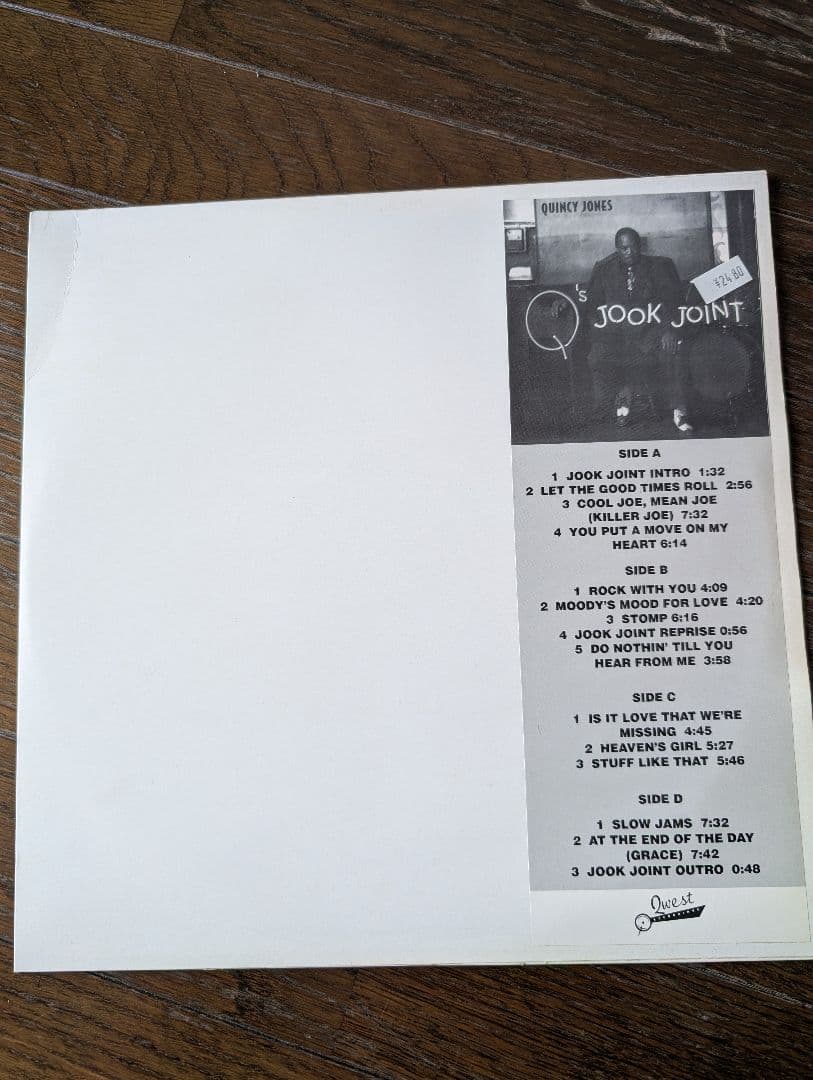 QUINCY JONES
¥2480
Q'S JOOK JOINT
SIDE A
1 JOOK JOINT INTRO 1:32
2 LET THE GOOD TIMES ROLL 2:56
3 COOL JOE, MEAN JOE
(KILLER JOE) 7:32
4 YOU PUT A MOVE ON MY
HEART 6:14
SIDE B
1 ROCK WITH YOU 4:09
2 MOODY'S MOOD FOR LOVE 4:20
3 STOMP 6:16
4 JOOK JOINT REPRISE 0:56
5 DO NOTHIN' TILL YOU
HEAR FROM ME 3:58
SIDE C
1 IS IT LOVE THAT WE'RE
MISSING 4:45
2 HEAVEN'S GIRL 5:27
3 STUFF LIKE THAT 5:46
SIDE D
1 SLOW JAMS 7:32
2 AT THE END OF THE DAY
(GRACE) 7:42
3 JOOK JOINT OUTRO 0:48
Qwest